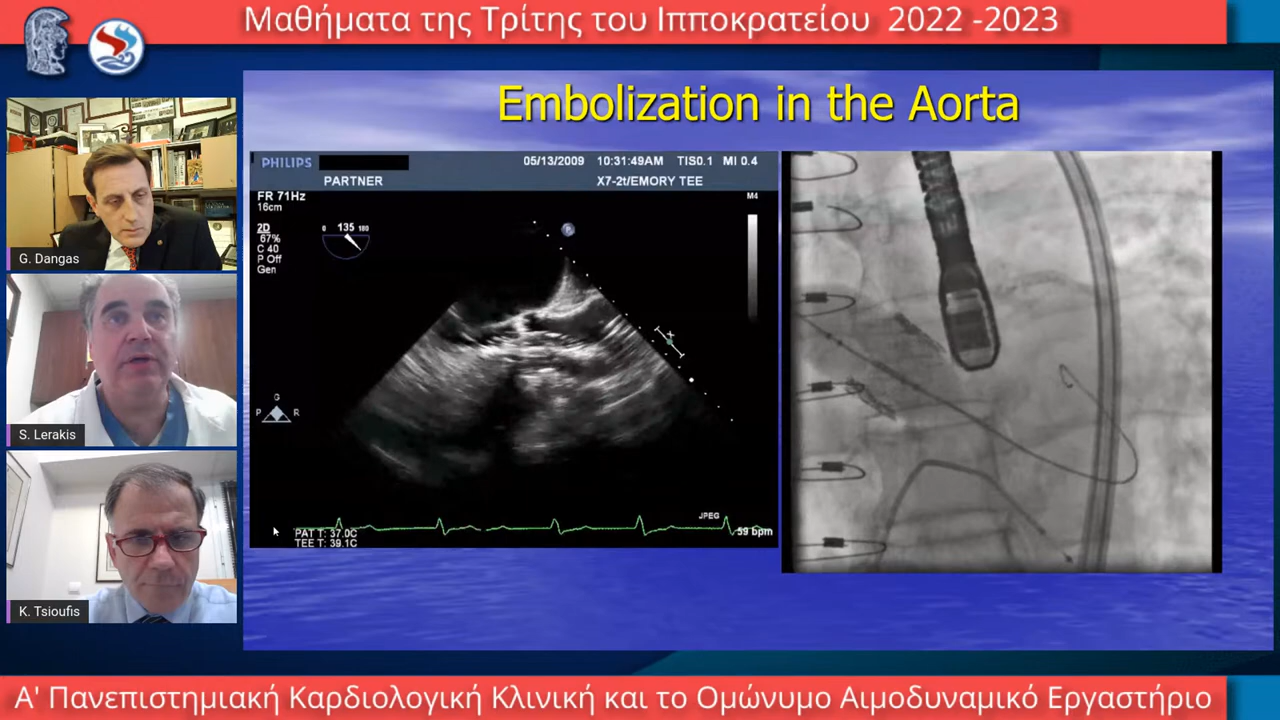 Μαθήματα της Τρίτης του Ιπποκρατείου 2022 -2023
G. Dangas
S. Lerakis
K. Tsioufis
Embolization in the Aorta
PHILIPS
05/13/2009 10:31:49AM TIS0.1 MI 0.4
PARTNER
X7-2t/EMORY TEE
FR 71Hz
16cm
M4
2D
67%
C 40
P Off
Gen
0 135 180
P
G
P R
JPEG
59 bpm
PAT T: 37.0C
TEE T: 39.1C
Α' Πανεπιστημιακή Καρδιολογική Κλινική και το Ομώνυμο Αιμοδυναμικό Εργαστήριο